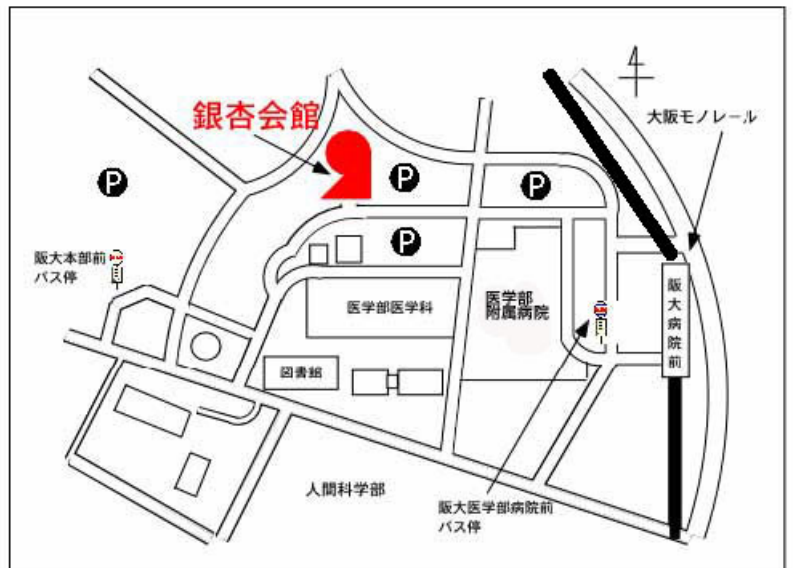 銀杏会館
大阪モノレール
P
P
P
P
阪大本部前
バス停
医学部医学科
医学部
附属病院
阪大病院前
図書館
人間科学部
阪大医学部病院前
バス停